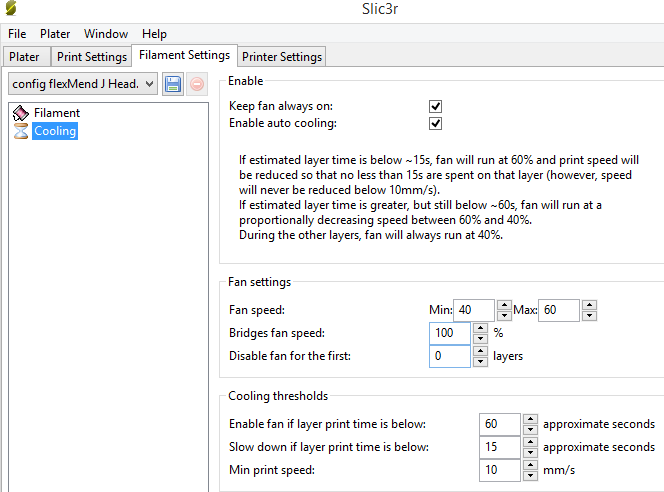 Slic3r
File Plater Window Help
Plater Print Settings Filament Settings Printer Settings
config flexMend J Head.
Filament
Cooling
Enable
Keep fan always on:
Enable auto cooling:
If estimated layer time is below ~15s, fan will run at 60% and print speed will
be reduced so that no less than 15s are spent on that layer (however, speed
will never be reduced below 10mm/s).
If estimated layer time is greater, but still below ~60s, fan will run at a
proportionally decreasing speed between 60% and 40%.
During the other layers, fan will always run at 40%.
Fan settings
Fan speed: Min: 40 Max: 60
Bridges fan speed: 100 %
Disable fan for the first: 0 layers
Cooling thresholds
Enable fan if layer print time is below: 60 approximate seconds
Slow down if layer print time is below: 15 approximate seconds
Min print speed: 10 mm/s